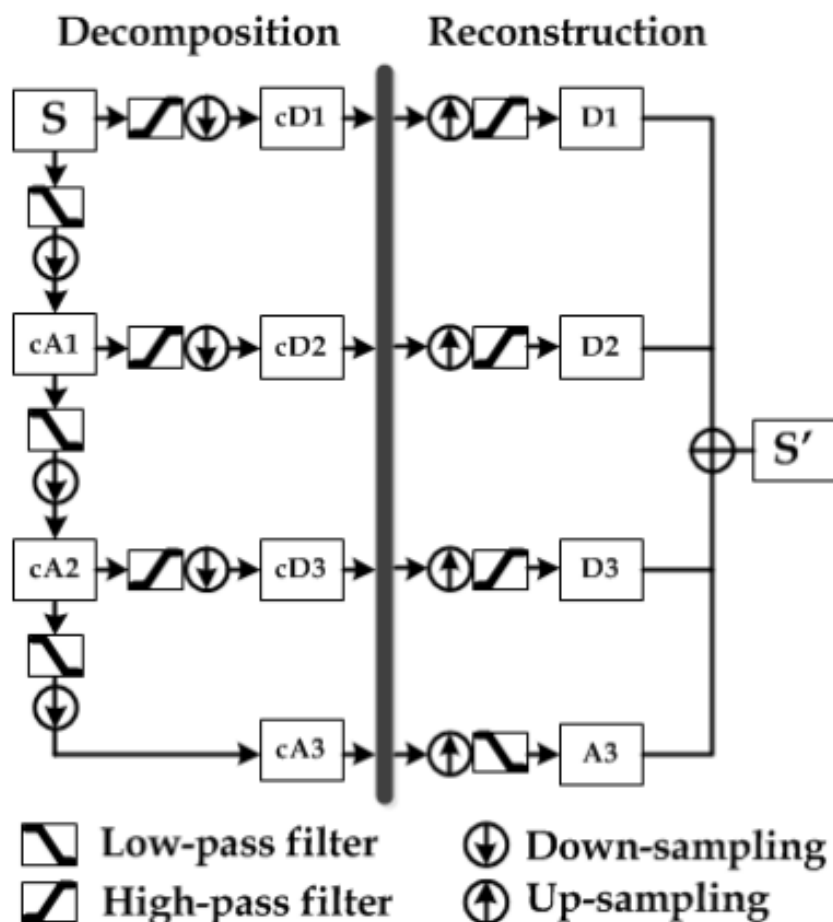 Decomposition Reconstruction
S cD1 D1
cA1 cD2 D2
S′
cA2 cD3 D3
cA3 A3
Low-pass filter Down-sampling
High-pass filter Up-sampling